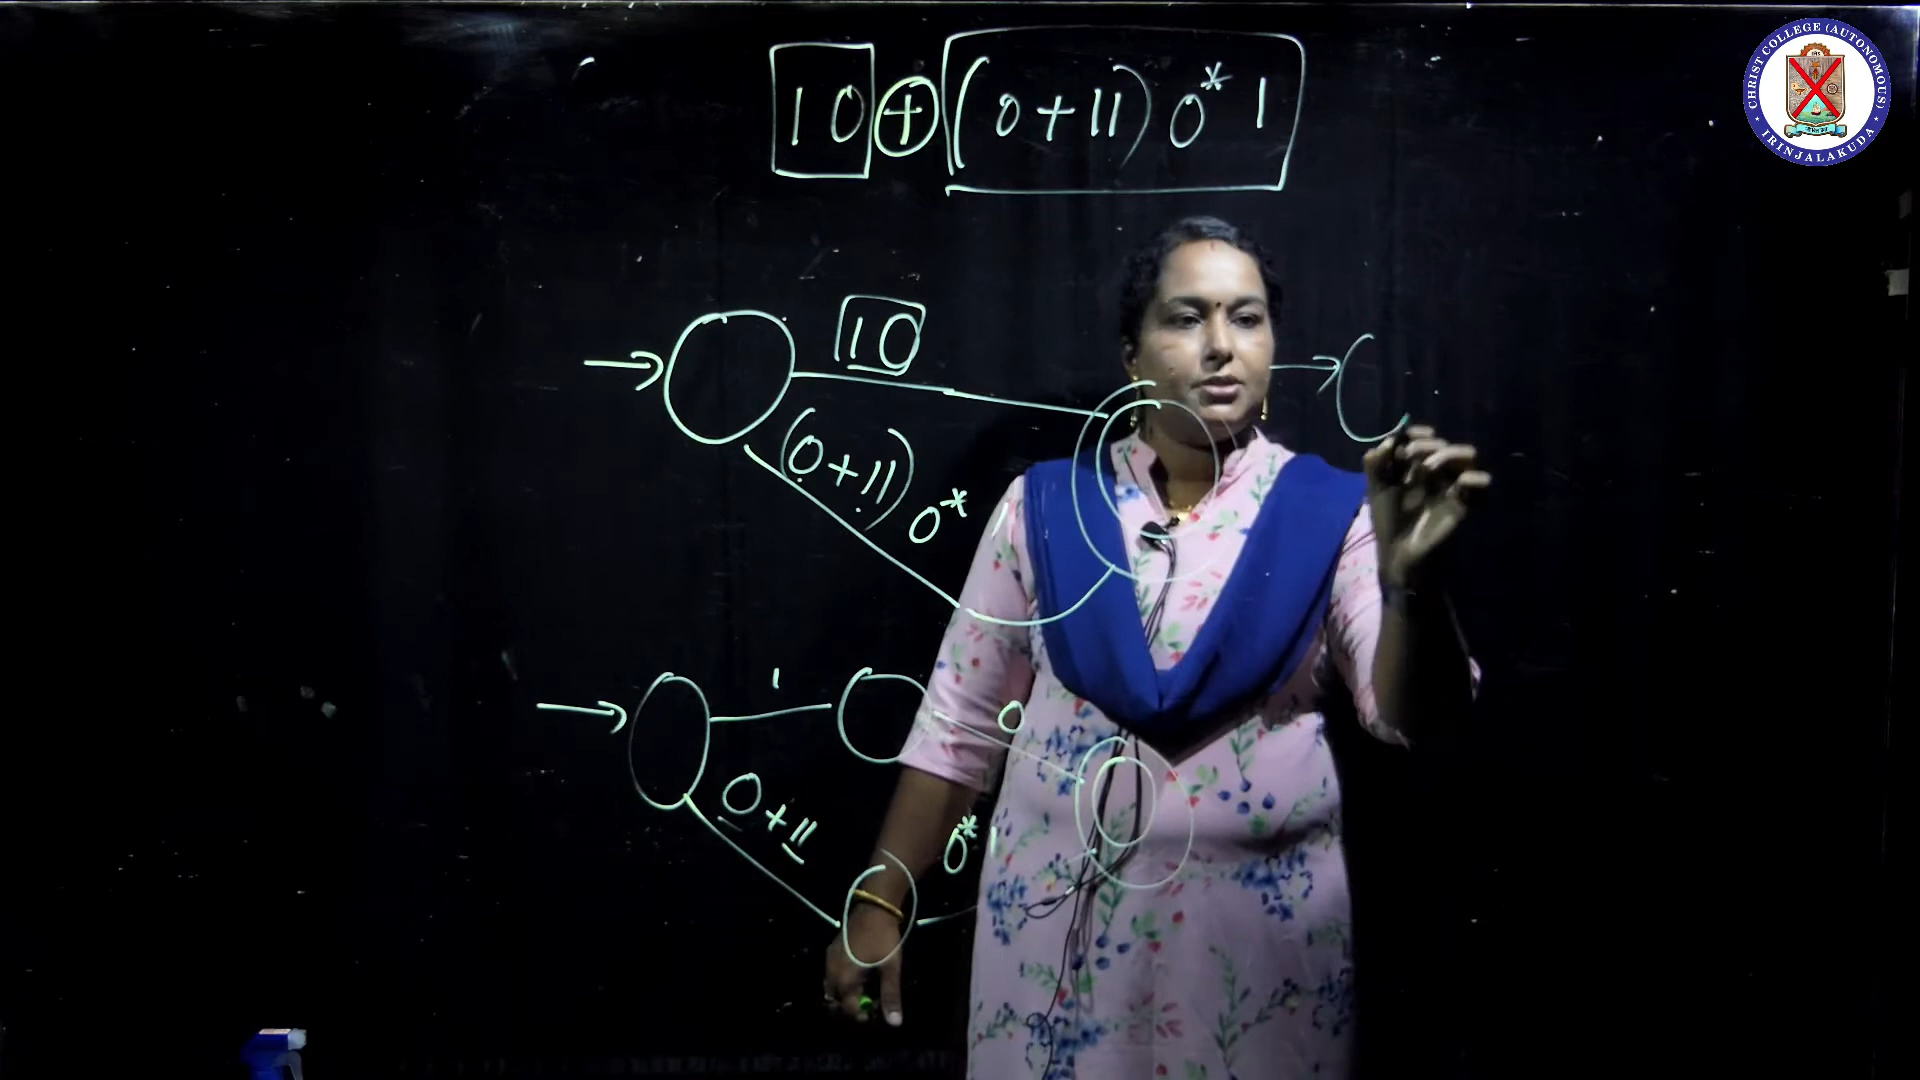 10 + (0+11) 0* 1
10
(0+11) 0* 1
1
0
0+11
0* 1
CHRIST COLLEGE (AUTONOMOUS)
IRINJALAKUDA